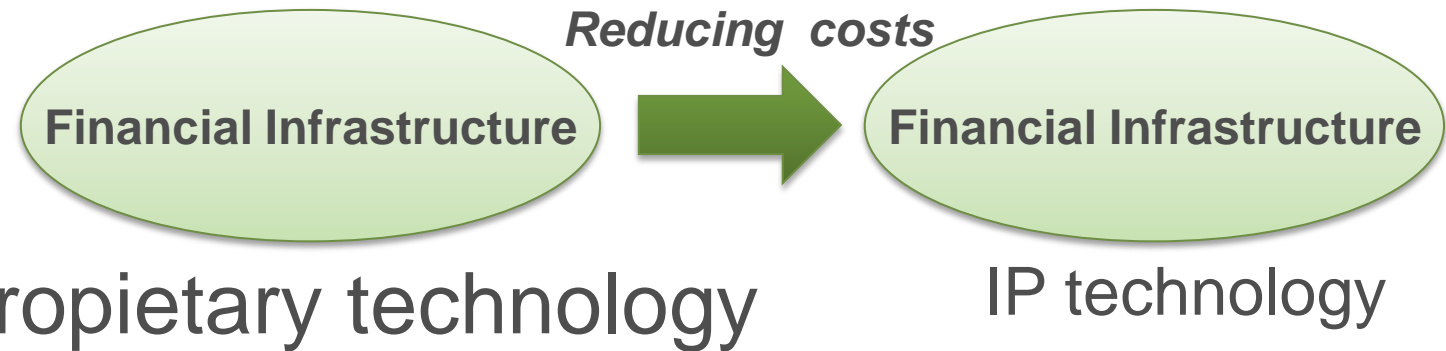 Reducing costs
Financial Infrastructure
Financial Infrastructure
ropietary technology
IP technology